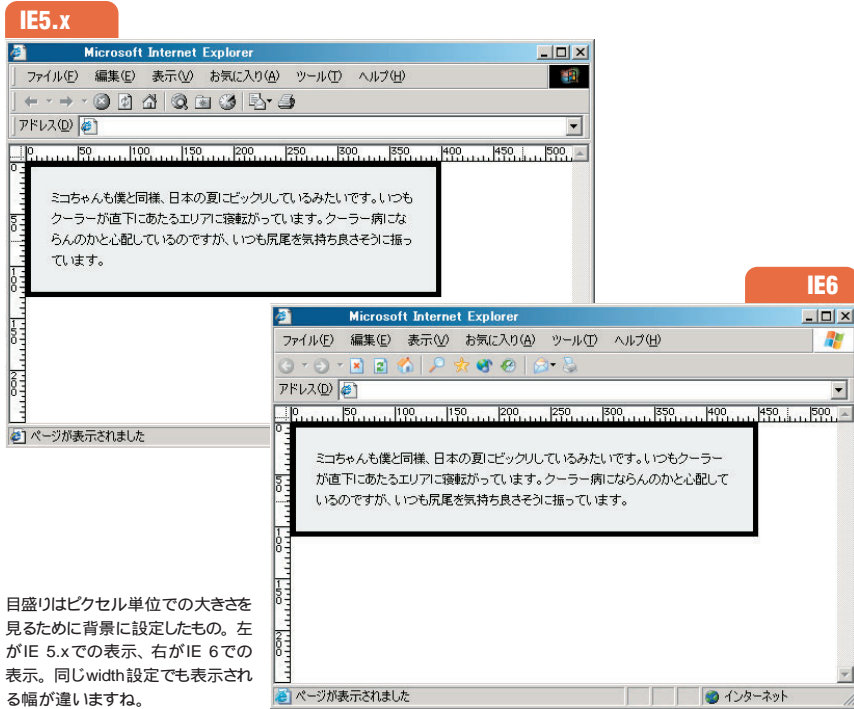 IE5.x
Microsoft Internet Explorer
ファイル(F) 編集(E) 表示(V) お気に入り(A) ツール(T) ヘルプ(H)
アドレス(D)
0 50 100 150 200 250 300 350 400 450 500
0
50
100
150
200
ミコちゃんも僕と同様、日本の夏にビックリしているみたいです。いつも
クーラーが直下にあたるエリアに寝転がっています。クーラー病にな
らんのかと心配しているのですが、いつも尻尾を気持ち良さそうに振っ
ています。
ページが表示されました
IE6
Microsoft Internet Explorer
ファイル(F) 編集(E) 表示(V) お気に入り(A) ツール(T) ヘルプ(H)
アドレス(D)
0 50 100 150 200 250 300 350 400 450 500
0
50
100
150
200
ミコちゃんも僕と同様、日本の夏にビックリしているみたいです。いつもクーラー
が直下にあたるエリアに寝転がっています。クーラー病にならんのかと心配して
いるのですが、いつも尻尾を気持ち良さそうに振っています。
ページが表示されました インターネット
目盛りはピクセル単位での大きさを
見るために背景に設定したもの。左
がIE 5.xでの表示、右がIE 6での
表示。同じwidth設定でも表示され
る幅が違いますね。